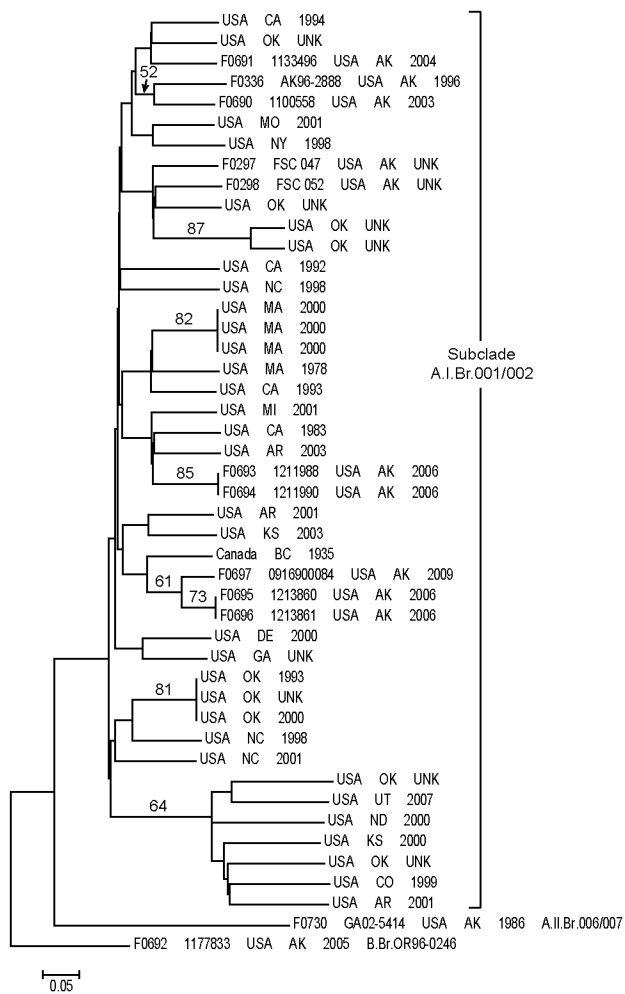 USA CA 1994
USA OK UNK
F0691 1133496 USA AK 2004
52
F0336 AK96-2888 USA AK 1996
F0690 1100558 USA AK 2003
USA MO 2001
USA NY 1998
F0297 FSC 047 USA AK UNK
F0298 FSC 052 USA AK UNK
USA OK UNK
87
USA OK UNK
USA OK UNK
USA CA 1992
USA NC 1998
USA MA 2000
82
USA MA 2000
USA MA 2000
USA MA 1978
USA CA 1993
USA MI 2001
USA CA 1983
USA AR 2003
85
F0693 1211988 USA AK 2006
F0694 1211990 USA AK 2006
USA AR 2001
USA KS 2003
Canada BC 1935
61
F0697 0916900084 USA AK 2009
73
F0695 1213860 USA AK 2006
F0696 1213861 USA AK 2006
USA DE 2000
USA GA UNK
USA OK 1993
81
USA OK UNK
USA OK 2000
USA NC 1998
USA NC 2001
USA OK UNK
64
USA UT 2007
USA ND 2000
USA KS 2000
USA OK UNK
USA CO 1999
USA AR 2001
Subclade
A.I.Br.001/002
F0730 GA02-5414 USA AK 1986 A.II.Br.006/007
F0692 1177833 USA AK 2005 B.Br.OR96-0246
0.05